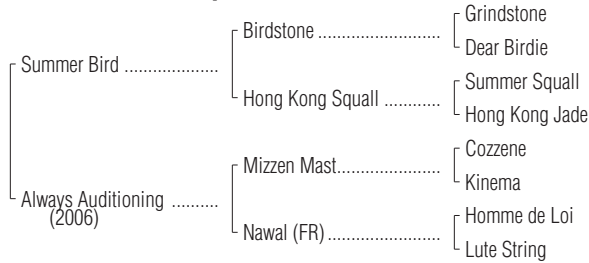 Grindstone
Birdstone ..........................
Dear Birdie
Summer Bird ....................
Summer Squall
Hong Kong Squall ............
Hong Kong Jade
Cozzene
Mizzen Mast......................
Kinema
Always Auditioning ..........
(2006)
Homme de Loi
Nawal (FR)........................
Lute String